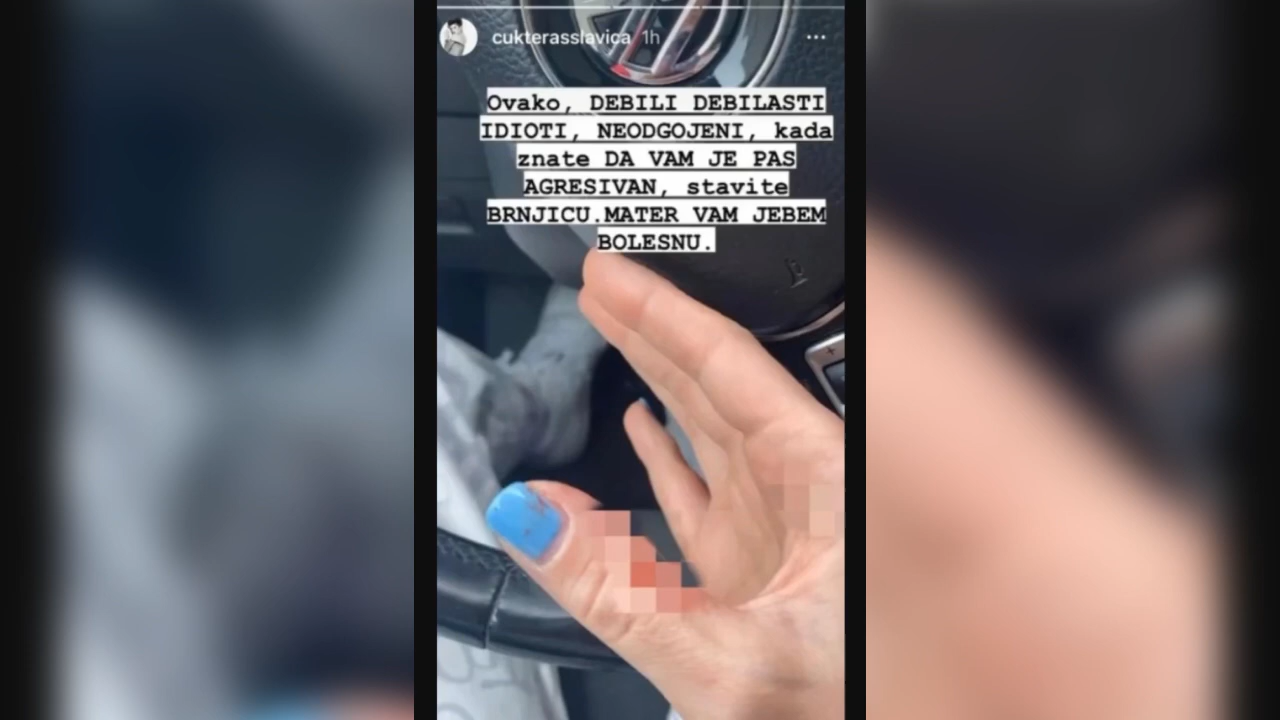 cukterasslavica 1h
Ovako, DEBILI DEBILASTI
IDIOTI, NEODGOJENI, kada
znate DA VAM JE PAS
AGRESIVAN, stavite
BRNJICU.MATER VAM JEBEM
BOLESNU.